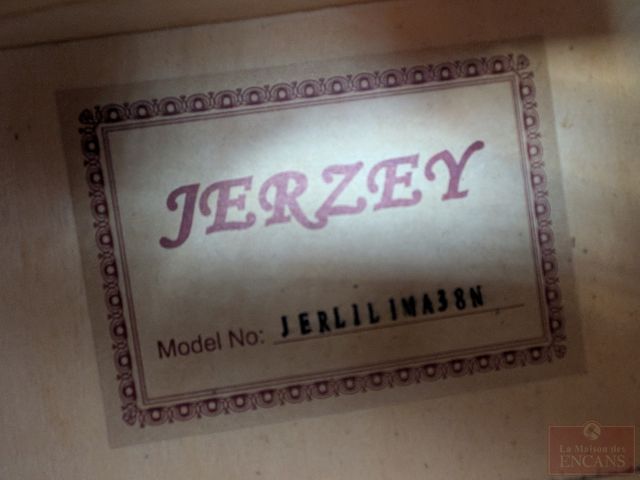 JERZEY
Model No: JERLILIMA38N
La Maison des
ENCANS